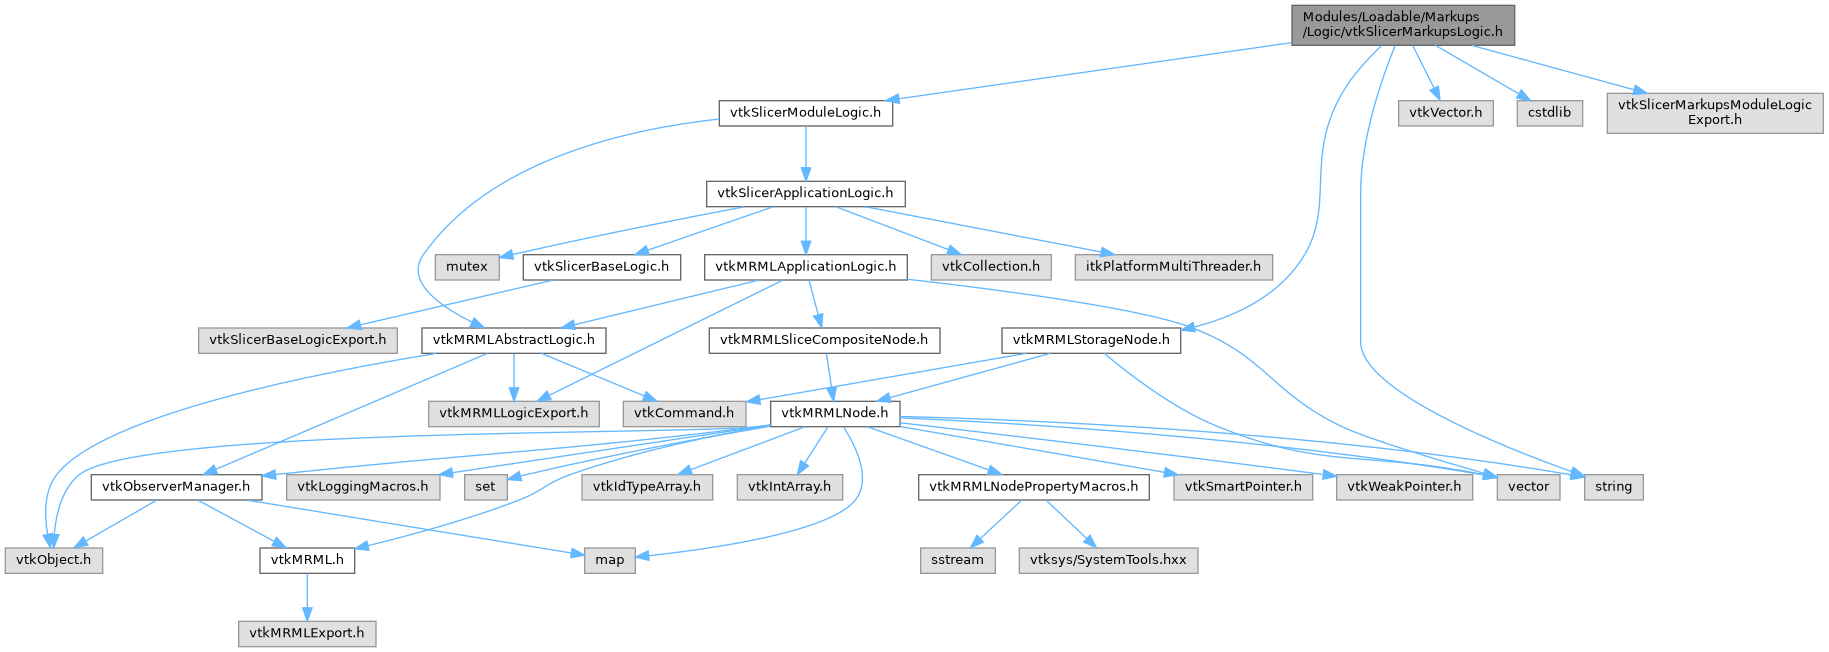 Modules/Loadable/Markups
/Logic/vtkSlicerMarkupsLogic.h
vtkSlicerModuleLogic.h
vtkVector.h
cstdlib
vtkSlicerMarkupsModuleLogic
Export.h
vtkSlicerApplicationLogic.h
mutex
vtkSlicerBaseLogic.h
vtkMRMLApplicationLogic.h
vtkCollection.h
itkPlatformMultiThreader.h
vtkSlicerBaseLogicExport.h
vtkMRMLAbstractLogic.h
vtkMRMLSliceCompositeNode.h
vtkMRMLStorageNode.h
vtkMRMLLogicExport.h
vtkCommand.h
vtkMRMLNode.h
vtkObserverManager.h
vtkLoggingMacros.h
set
vtkIdTypeArray.h
vtkIntArray.h
vtkMRMLNodePropertyMacros.h
vtkSmartPointer.h
vtkWeakPointer.h
vector
string
vtkObject.h
vtkMRML.h
map
sstream
vtksys/SystemTools.hxx
vtkMRMLExport.h